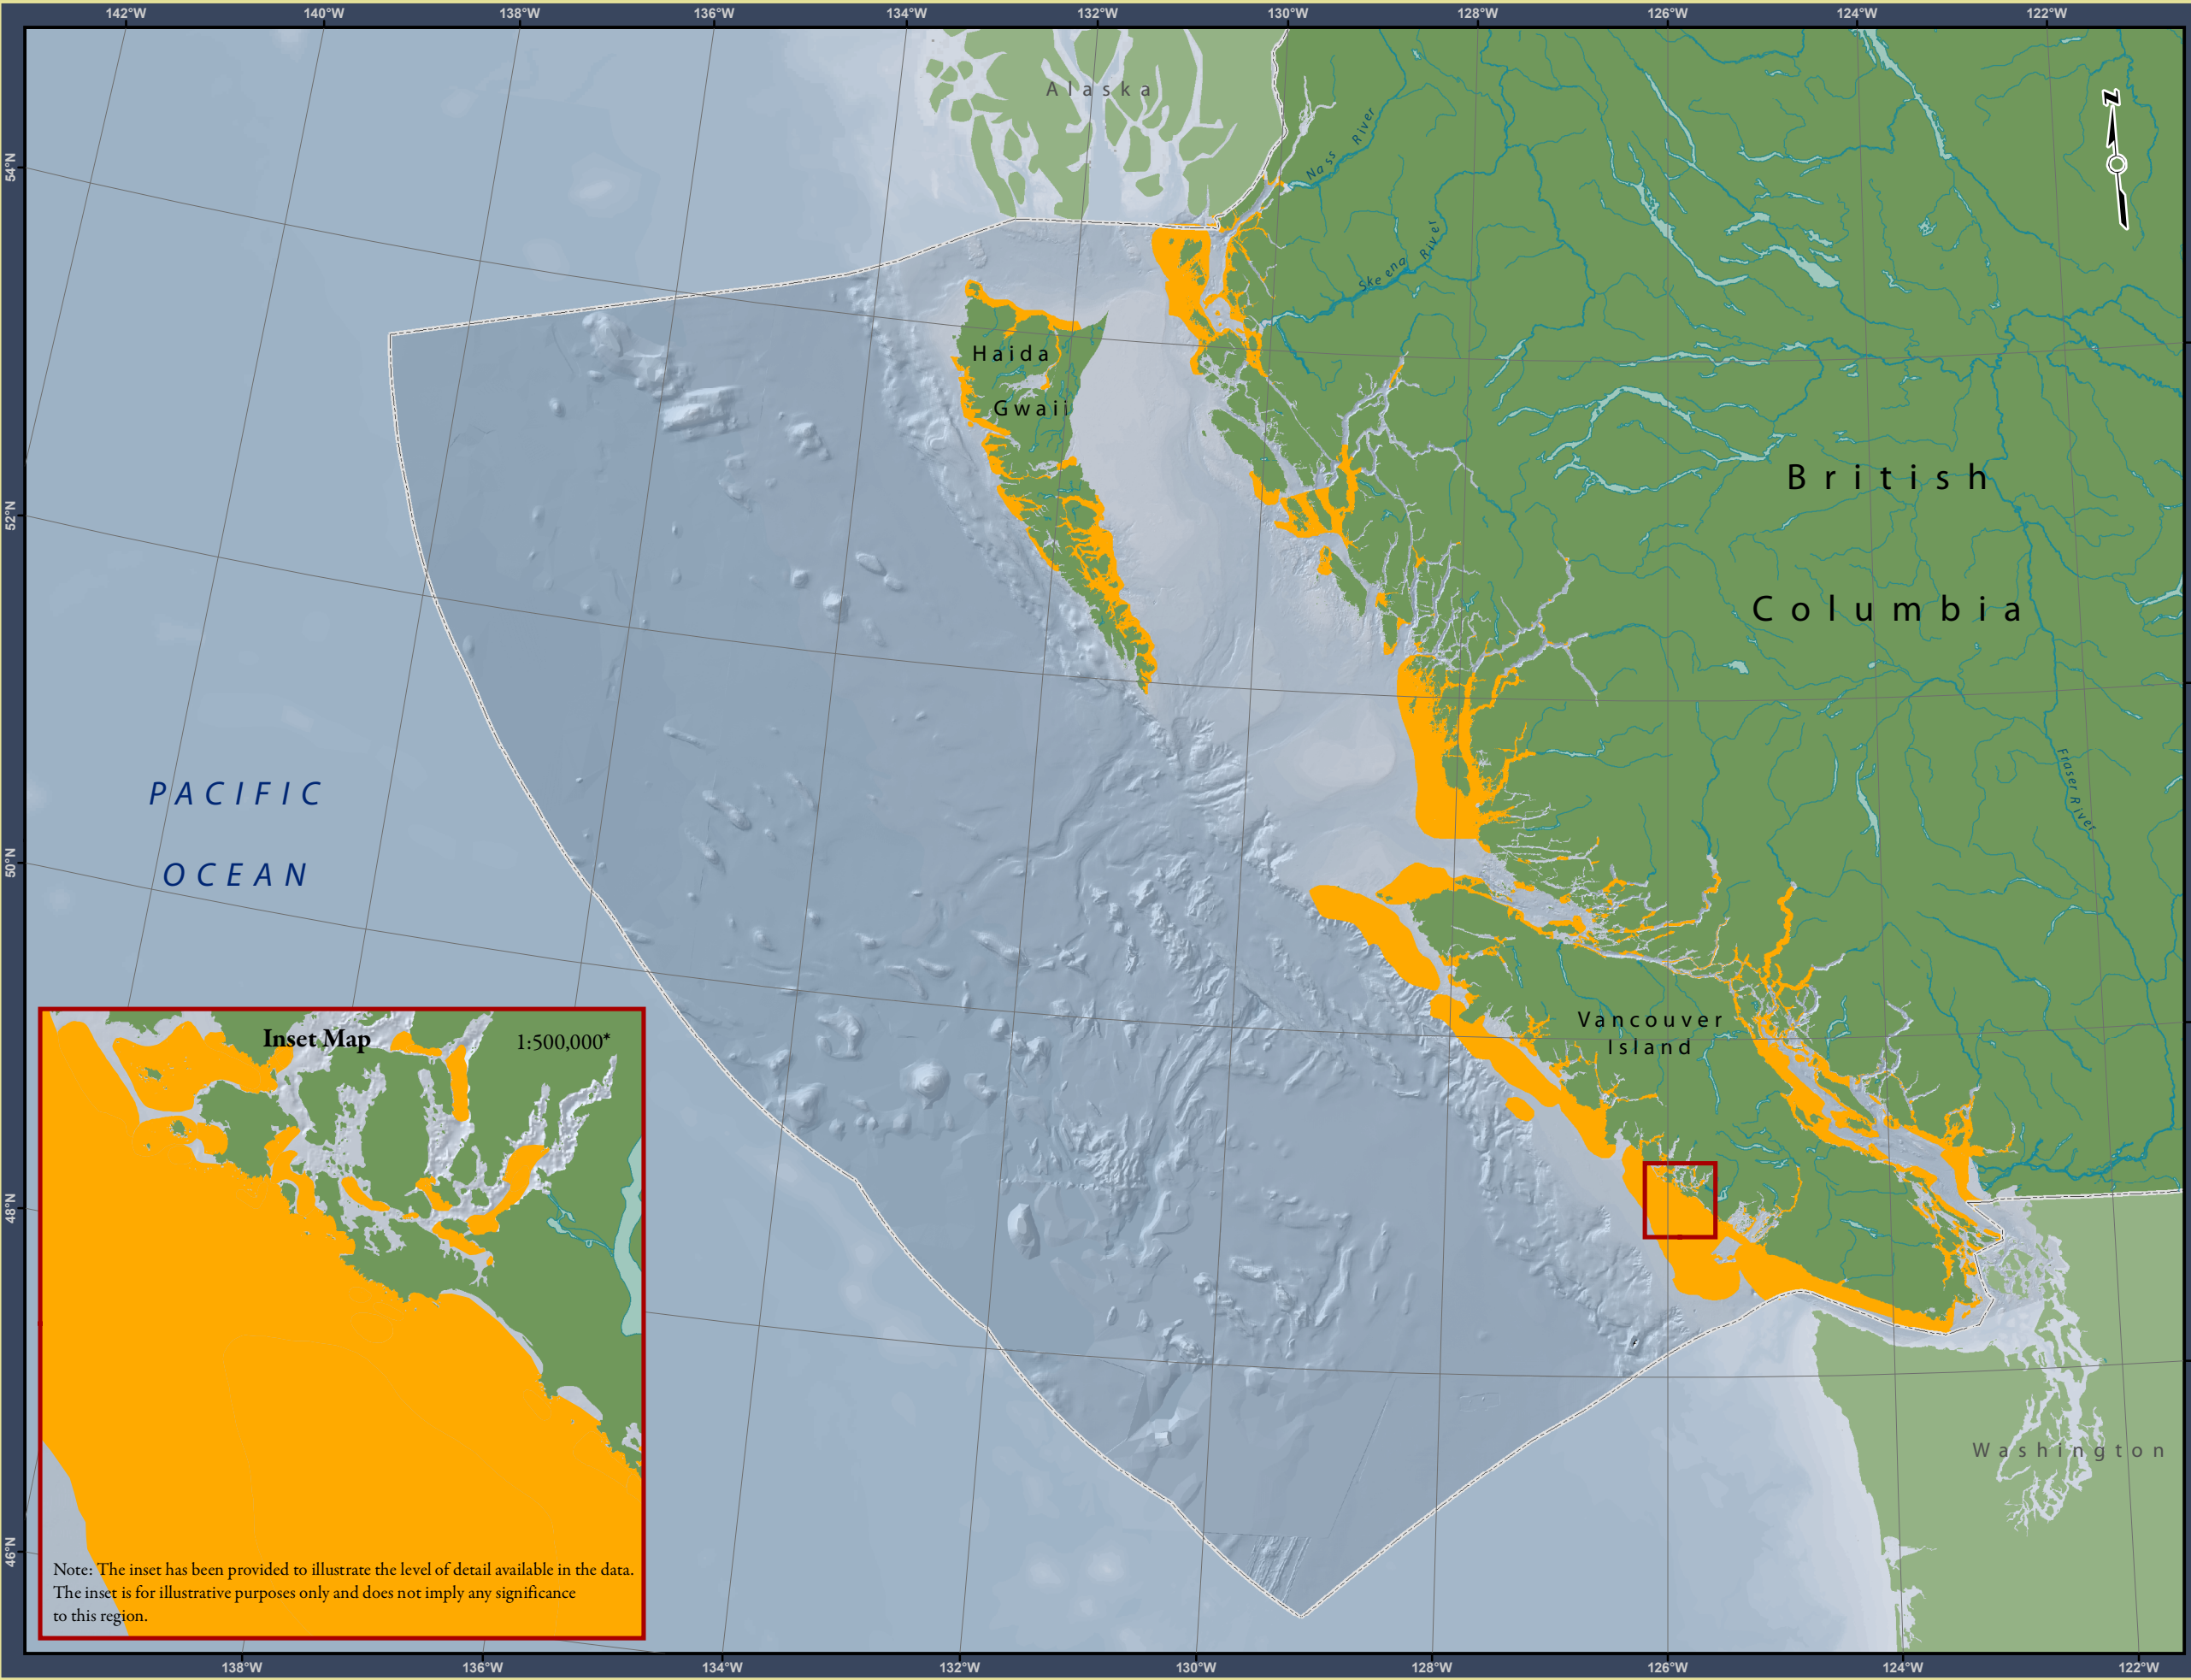 142°W 140°W 138°W 136°W 134°W 132°W 130°W 128°W 126°W 124°W 122°W
54°N
52°N
50°N
48°N
46°N
Alaska
N
Nass River
Skeena River
Haida
Gwaii
British
Columbia
Fraser River
PACIFIC
OCEAN
Vancouver
Island
Washington
Inset Map
1:500,000*
Note: The inset has been provided to illustrate the level of detail available in the data.
The inset is for illustrative purposes only and does not imply any significance
to this region.
138°W 136°W 134°W 132°W 130°W 128°W 126°W 124°W 122°W